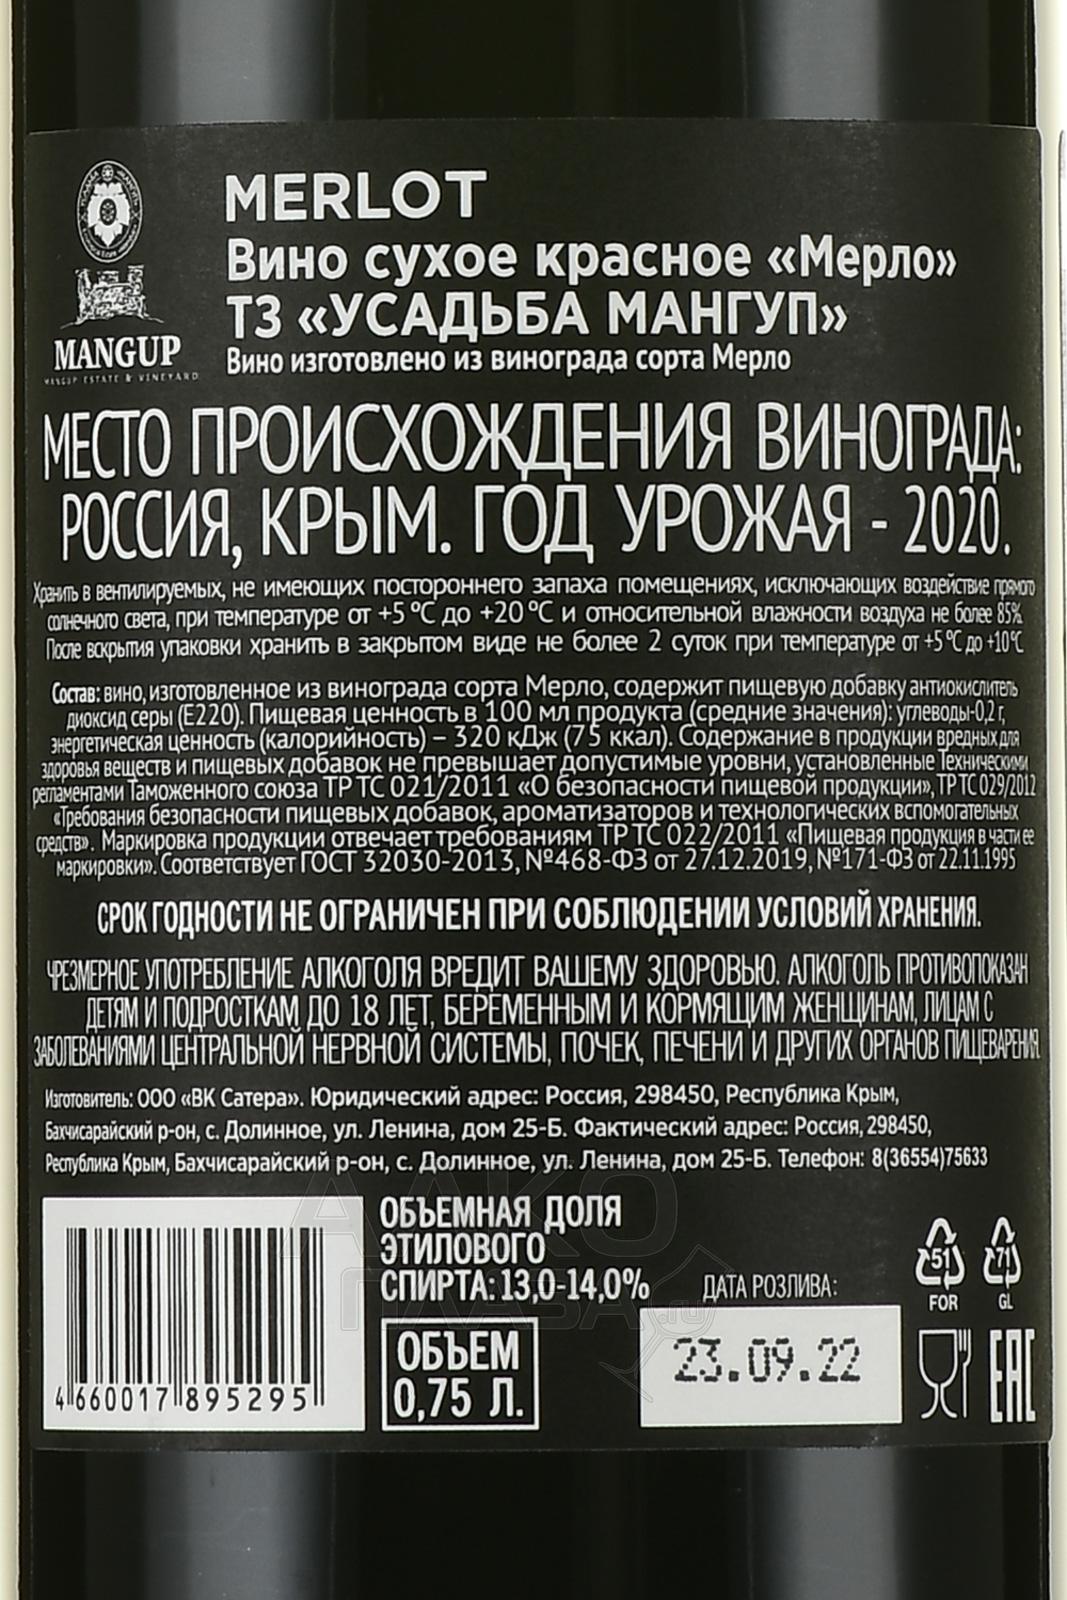 MERLOT
Вино сухое красное «Мерло»
ТЗ «УСАДЬБА МАНГУП»
Вино изготовлено из винограда сорта Мерло
MANGUP
MANGUP ESTATE & VINEYARD
МЕСТО ПРОИСХОЖДЕНИЯ ВИНОГРАДА:
РОССИЯ, КРЫМ. ГОД УРОЖАЯ - 2020.
Хранить в вентилируемых, не имеющих постороннего запаха помещениях, исключающих воздействие прямого
солнечного света, при температуре от +5 °C до +20 °C и относительной влажности воздуха не более 85%.
После вскрытия упаковки хранить в закрытом виде не более 2 суток при температуре от +5 °C до +10 °C
Состав: вино, изготовленное из винограда сорта Мерло, содержит пищевую добавку антиокислитель
диоксид серы (Е220). Пищевая ценность в 100 мл продукта (средние значения): углеводы-0,2 г,
энергетическая ценность (калорийность) – 320 кДж (75 ккал). Содержание в продукции вредных для
здоровья веществ и пищевых добавок не превышает допустимые уровни, установленные Техническими
регламентами Таможенного союза ТР ТС 021/2011 «О безопасности пищевой продукции», ТР ТС 029/2012
«Требования безопасности пищевых добавок, ароматизаторов и технологических вспомогательных
средств». Маркировка продукции отвечает требованиям ТР ТС 022/2011 «Пищевая продукция в части ее
маркировки». Соответствует ГОСТ 32030-2013, №468-ФЗ от 27.12.2019, №171-ФЗ от 22.11.1995
СРОК ГОДНОСТИ НЕ ОГРАНИЧЕН ПРИ СОБЛЮДЕНИИ УСЛОВИЙ ХРАНЕНИЯ.
ЧРЕЗМЕРНОЕ УПОТРЕБЛЕНИЕ АЛКОГОЛЯ ВРЕДИТ ВАШЕМУ ЗДОРОВЬЮ. АЛКОГОЛЬ ПРОТИВОПОКАЗАН
ДЕТЯМ И ПОДРОСТКАМ ДО 18 ЛЕТ, БЕРЕМЕННЫМ И КОРМЯЩИМ ЖЕНЩИНАМ, ЛИЦАМ С
ЗАБОЛЕВАНИЯМИ ЦЕНТРАЛЬНОЙ НЕРВНОЙ СИСТЕМЫ, ПОЧЕК, ПЕЧЕНИ И ДРУГИХ ОРГАНОВ ПИЩЕВАРЕНИЯ.
Изготовитель: ООО «ВК Сатера». Юридический адрес: Россия, 298450, Республика Крым,
Бахчисарайский р-он, с. Долинное, ул. Ленина, дом 25-Б. Фактический адрес: Россия, 298450,
Республика Крым, Бахчисарайский р-он, с. Долинное, ул. Ленина, дом 25-Б. Телефон: 8(36554)75633
ОБЪЕМНАЯ ДОЛЯ
ЭТИЛОВОГО
СПИРТА: 13,0-14,0%
ОБЪЕМ
0,75 Л.
ДАТА РОЗЛИВА:
23.09.22
51
FOR
71
GL
EAC
4 660017 895295
АЛКО
ПЛАЗА.ru